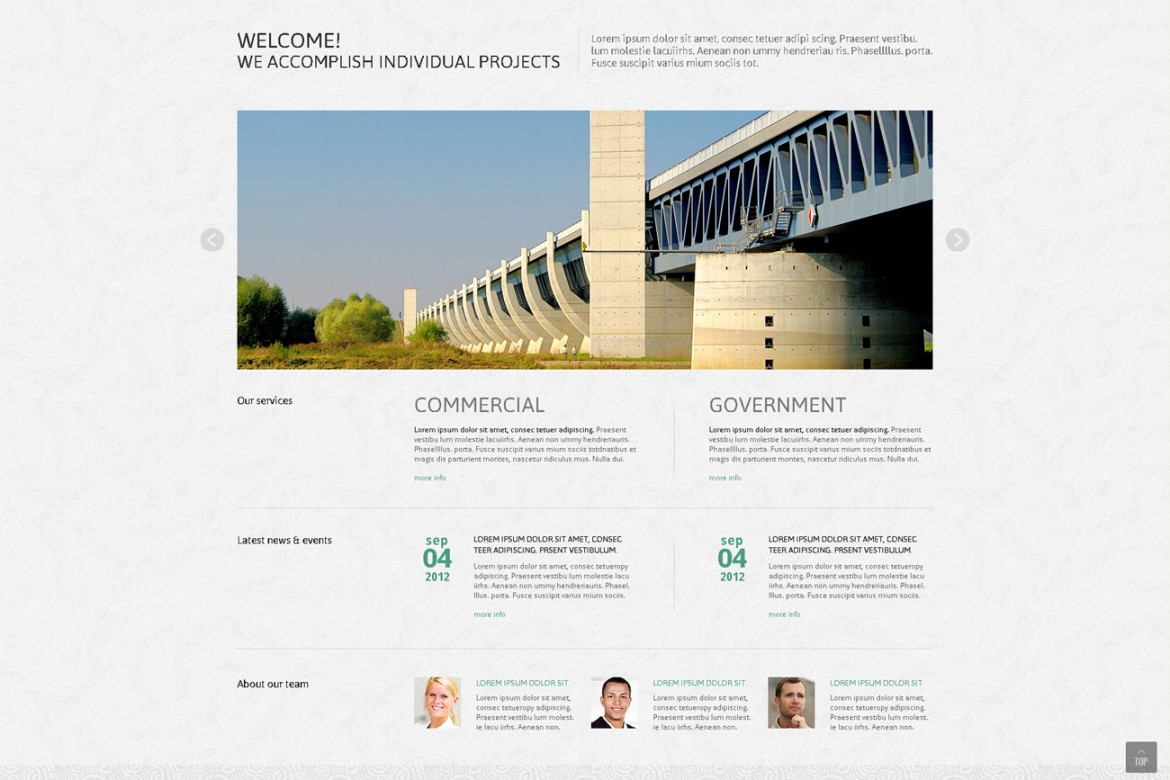 WELCOME!
WE ACCOMPLISH INDIVIDUAL PROJECTS
Lorem ipsum dolor sit amet, consec tetuer adipi scing. Praesent vestibu.
lum molestie lacuiirhs. Aenean non ummy hendreriau ris. Phasellllus. porta.
Fusce suscipit varius mium sociis tot.
Our services
COMMERCIAL
Lorem ipsum dolor sit amet, consec tetuer adipiscing. Praesent
vestibu lum molestie lacuiirhs. Aenean non ummy hendreriauris.
Phasellllus. porta. Fusce suscipit varius mium sociis totdnatibus et
magis dis parturient montes, nascetur ridiculus mus. Nulla dui.
more info
GOVERNMENT
Lorem ipsum dolor sit amet, consec tetuer adipiscing. Praesent
vestibu lum molestie lacuiirhs. Aenean non ummy hendreriauris.
Phasellllus. porta. Fusce suscipit varius mium sociis totdnatibus et
magis dis parturient montes, nascetur ridiculus mus. Nulla dui.
more info
Latest news & events
sep
04
2012
LOREM IPSUM DOLOR SIT AMET, CONSEC
TEER ADIPISCING. PRSENT VESTIBULUM.
Lorem ipsum dolor sit amet, consec tetueropy
adipiscing. Praesent vestibu lum molestie lacu
iirhs. Aenean non ummy hendreriauris. Phasel.
lllus. porta. Fusce suscipit varius mium sociis.
more info
sep
04
2012
LOREM IPSUM DOLOR SIT AMET, CONSEC
TEER ADIPISCING. PRSENT VESTIBULUM.
Lorem ipsum dolor sit amet, consec tetueropy
adipiscing. Praesent vestibu lum molestie lacu
iirhs. Aenean non ummy hendreriauris. Phasel.
lllus. porta. Fusce suscipit varius mium sociis.
more info
About our team
LOREM IPSUM DOLOR SIT
Lorem ipsum dolor sit amet,
consec tetueropy adipiscing.
Praesent vestibu lum molest.
ie lacu iirhs. Aenean non.
LOREM IPSUM DOLOR SIT
Lorem ipsum dolor sit amet,
consec tetueropy adipiscing.
Praesent vestibu lum molest.
ie lacu iirhs. Aenean non.
LOREM IPSUM DOLOR SIT
Lorem ipsum dolor sit amet,
consec tetueropy adipiscing.
Praesent vestibu lum molest.
ie lacu iirhs. Aenean non.
TOP